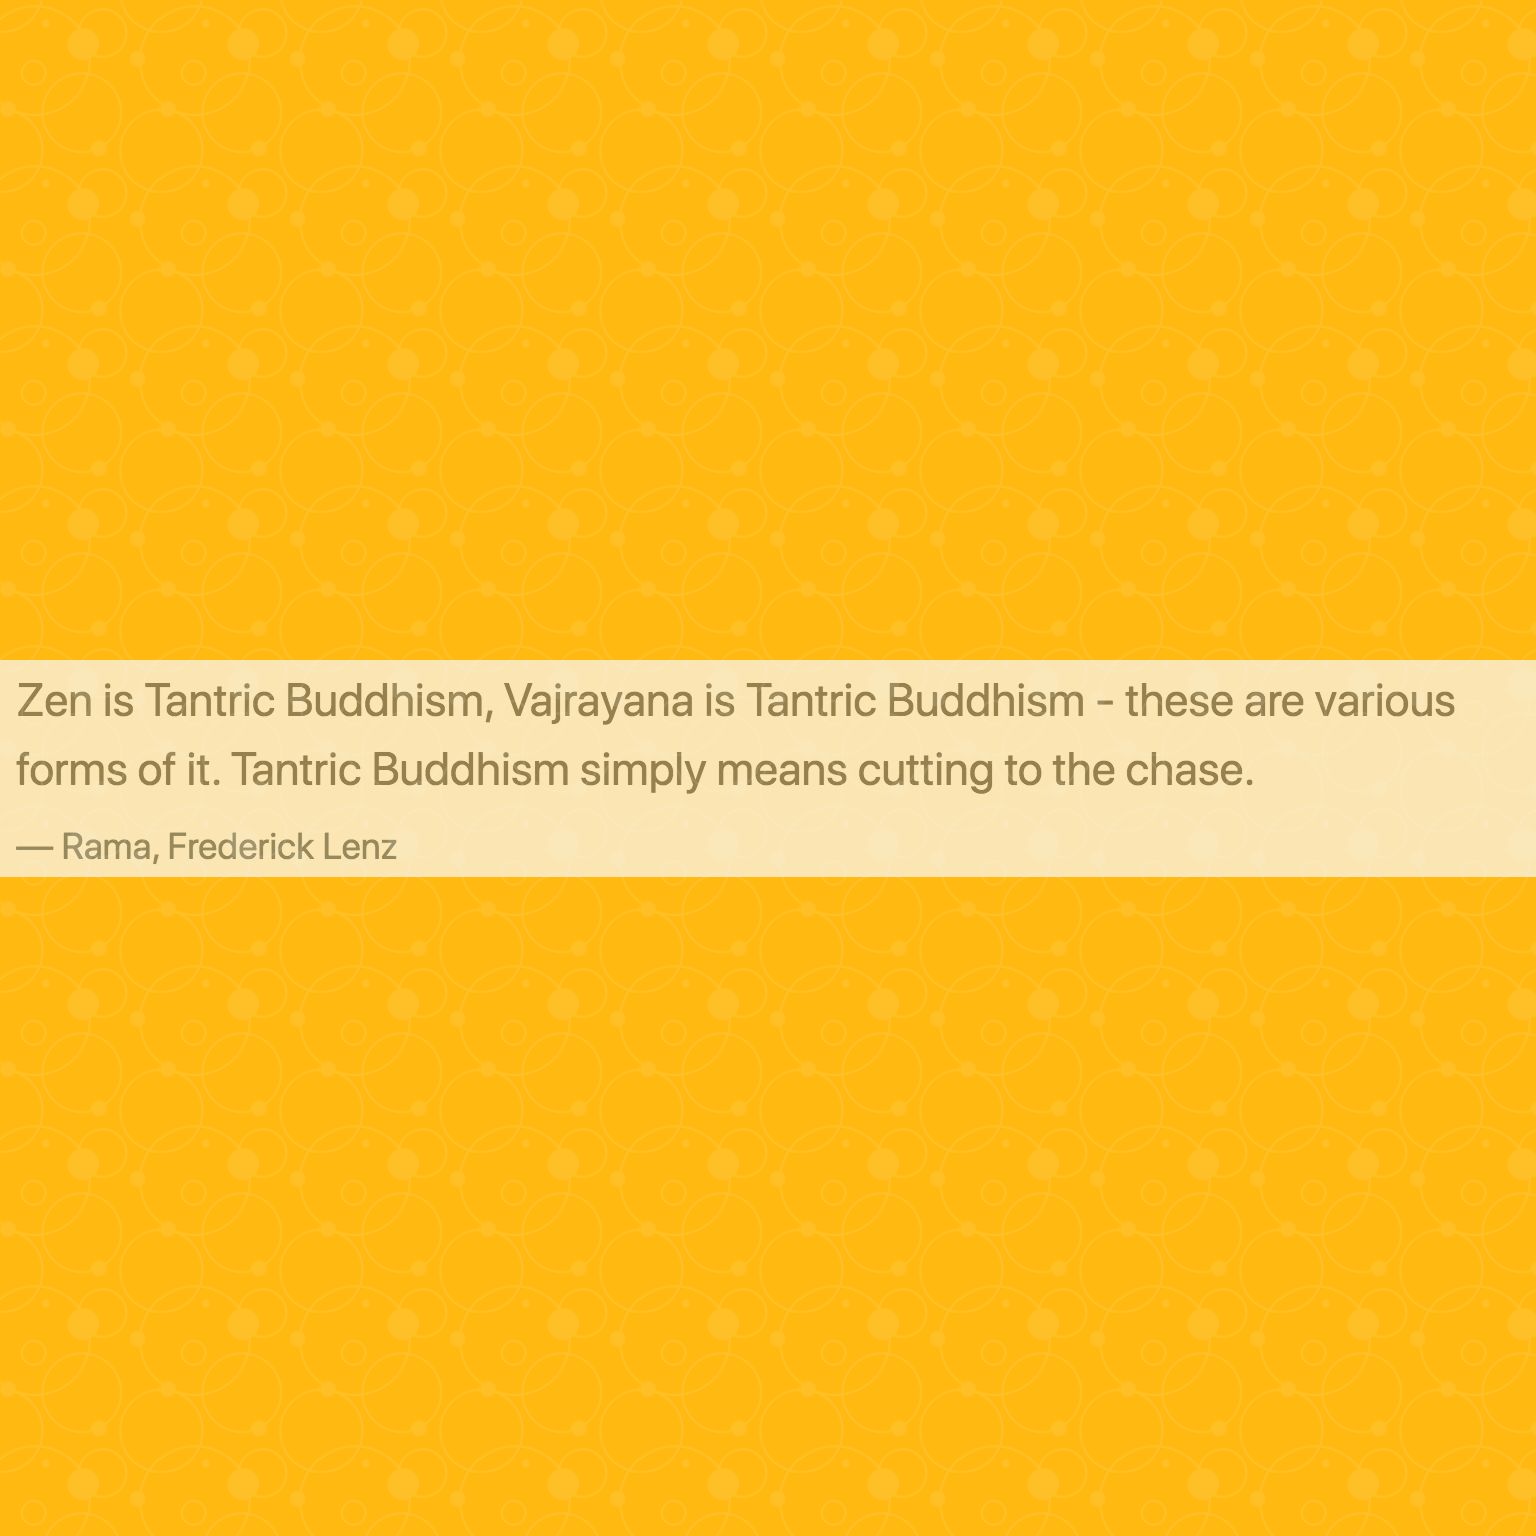 Zen is Tantric Buddhism, Vajrayana is Tantric Buddhism - these are various
forms of it. Tantric Buddhism simply means cutting to the chase.
— Rama, Frederick Lenz